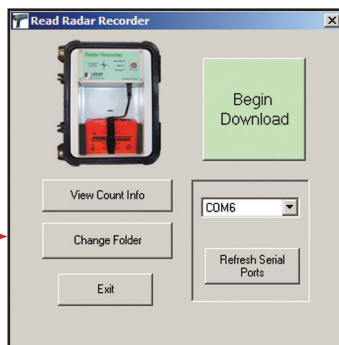 Read Radar Recorder
Radar Recorder
Begin
Download
View Count Info
COM6
Change Folder
Refresh Serial
Ports
Exit